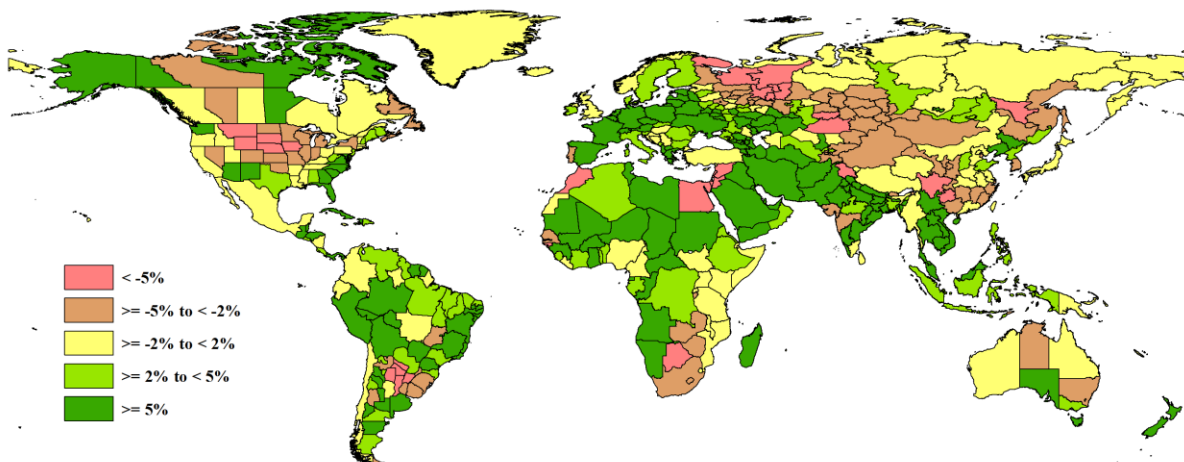 < -5%
>= -5% to < -2%
>= -2% to < 2%
>= 2% to < 5%
>= 5%